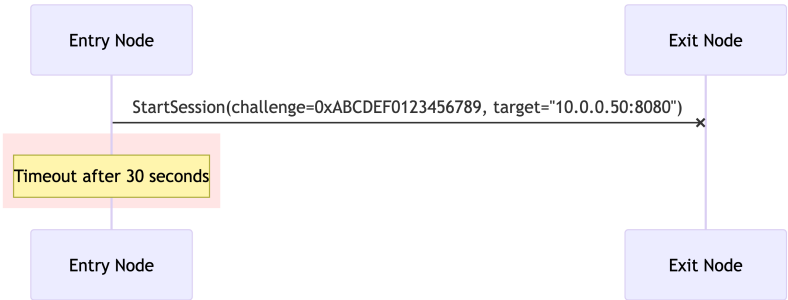 Entry Node
Exit Node
StartSession(challenge=0xABCDEF0123456789, target="10.0.0.50:8080")
Timeout after 30 seconds
Entry Node
Exit Node